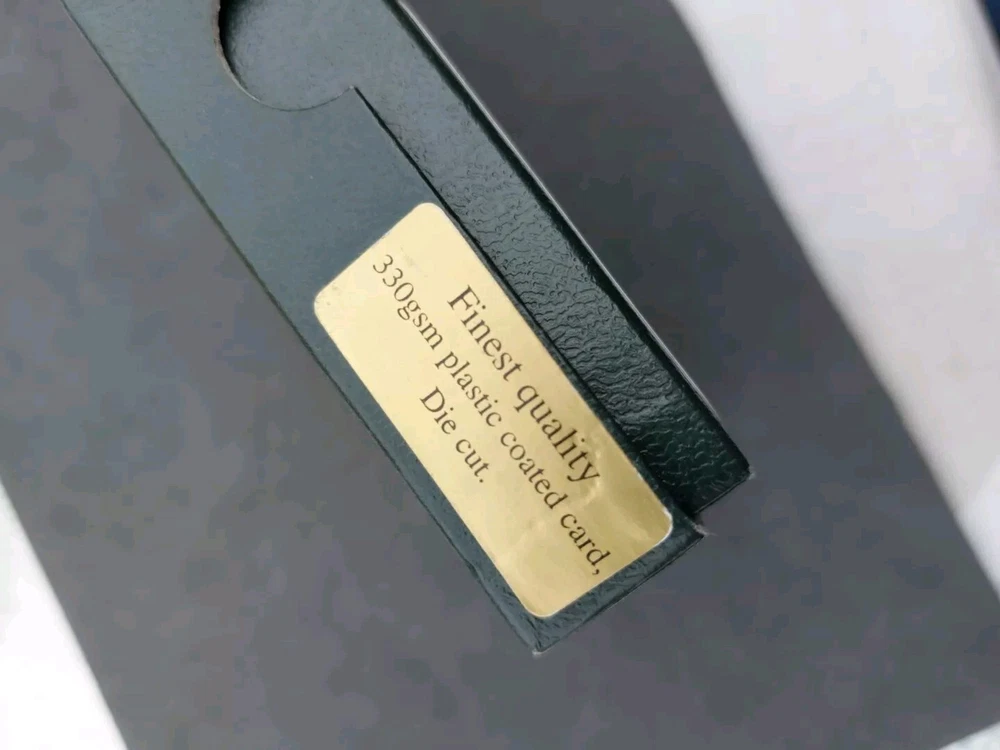 Finest quality
330gsm plastic coated card,
Die cut.